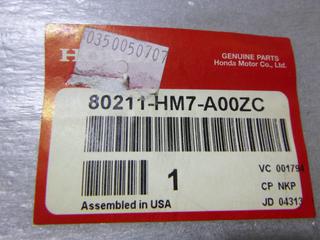 0350050707
H
GENUINE PARTS
Honda Motor Co., Ltd.
80211-HM7-A00ZC
1
VC 001794
CP NKP
Assembled in USA
JD 04313